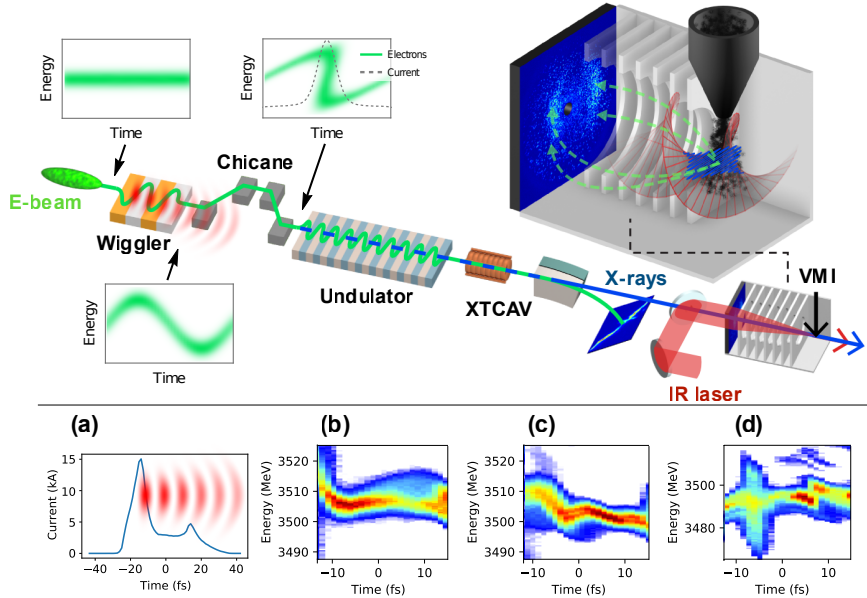 Energy
Time
Energy
Electrons
Current
Time
Chicane
E-beam
Wiggler
Undulator
XTCAV
X-rays
VMI
IR laser
Energy
Time
(a)
(b)
(c)
(d)
Current (kA)
15
10
5
0
−40 −20 0 20 40
Time (fs)
Energy (MeV)
3520
3510
3500
3490
−10 0 10
Time (fs)
Energy (MeV)
3520
3510
3500
3490
−10 0 10
Time (fs)
Energy (MeV)
3500
3480
−10 0 10
Time (fs)